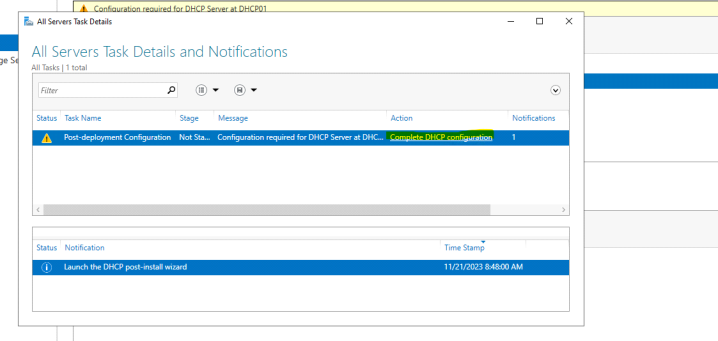 Configuration required for DHCP Server at DHCP01
All Servers Task Details
ge Se
All Servers Task Details and Notifications
All Tasks | 1 total
Filter
Status Task Name Stage Message Action Notifications
Post-deployment Configuration Not Sta... Configuration required for DHCP Server at DHC... Complete DHCP configuration 1
Status Notification Time Stamp
Launch the DHCP post-install wizard 11/21/2023 8:48:00 AM